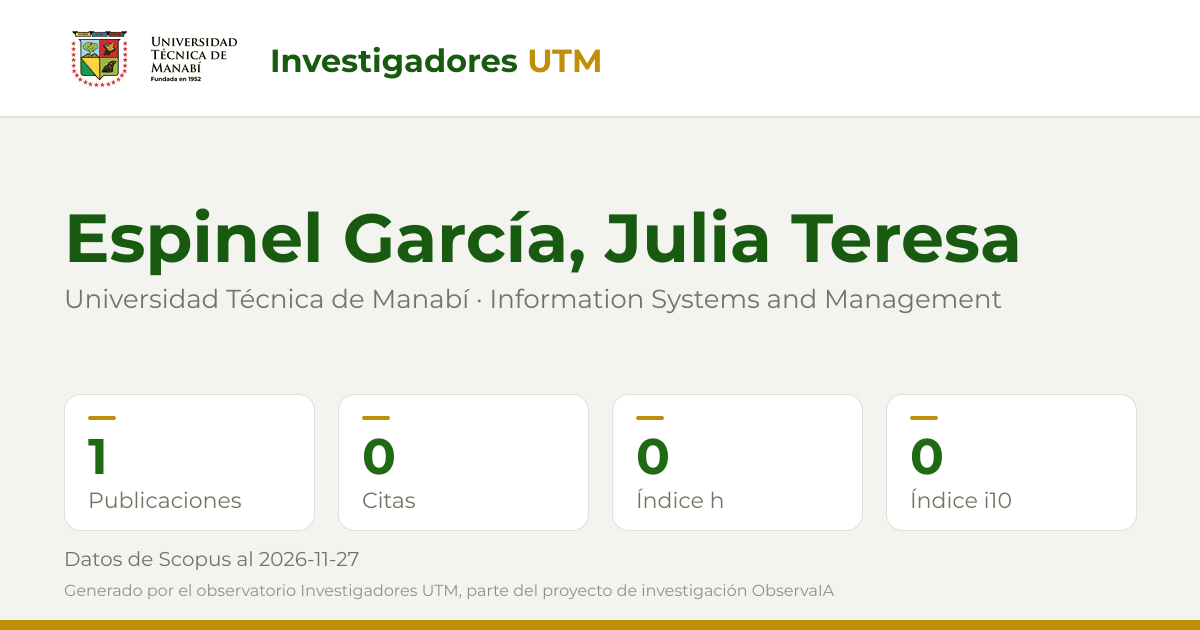 UNIVERSIDAD
TÉCNICA DE
MANABÍ
Fundada en 1952
Investigadores UTM
Espinel García, Julia Teresa
Universidad Técnica de Manabí · Information Systems and Management
1
Publicaciones
0
Citas
0
Índice h
0
Índice i10
Datos de Scopus al 2026-11-27
Generado por el observatorio Investigadores UTM, parte del proyecto de investigación ObservaIA